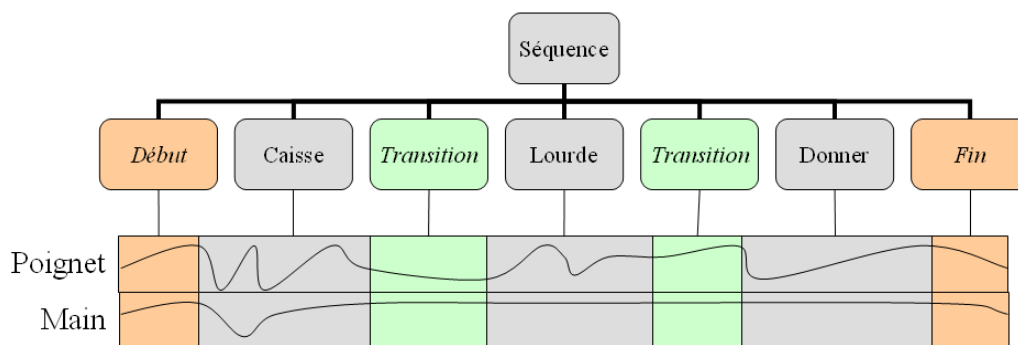 Séquence
Début
Caisse
Transition
Lourde
Transition
Donner
Fin
Poignet
Main